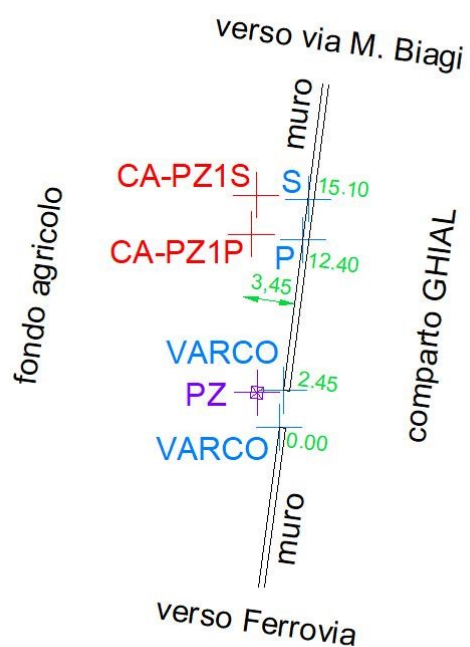 verso via M. Biagi
muro
CA-PZ1S
S
15.10
CA-PZ1P
P
12.40
3,45
fondo agricolo
comparto GHIAL
VARCO
2.45
PZ
VARCO
0.00
muro
verso Ferrovia